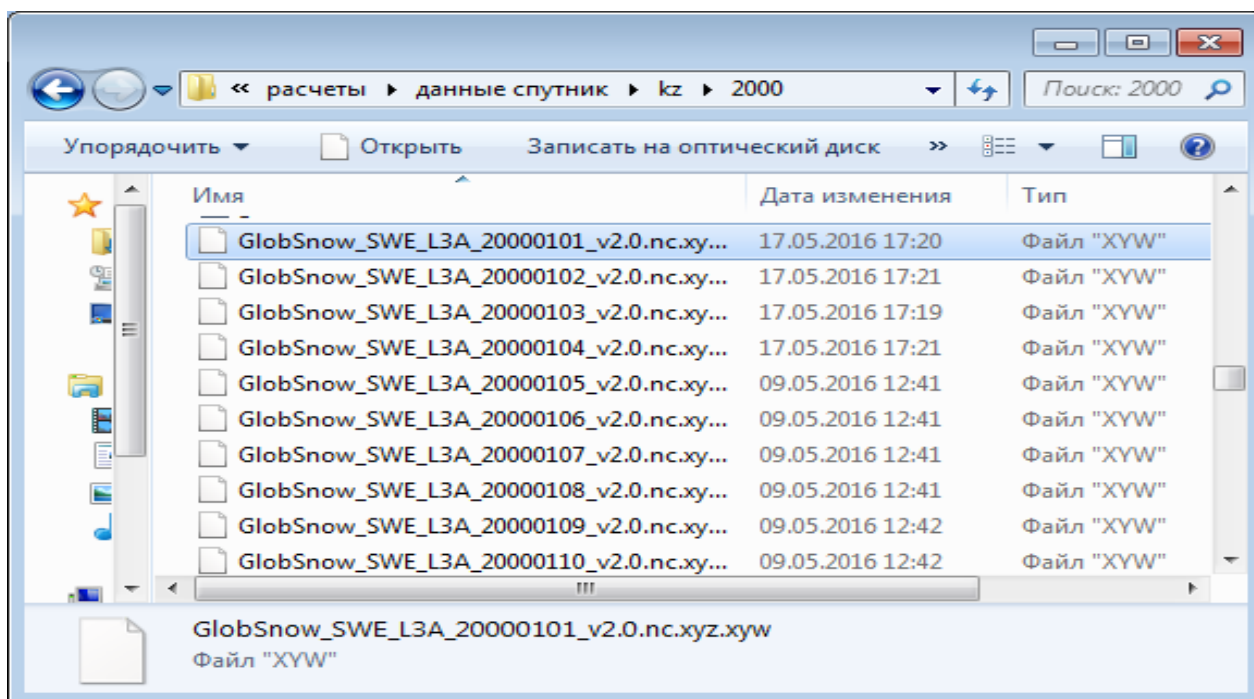 « расчеты ▸ данные спутник ▸ kz ▸ 2000 Поиск: 2000
Упорядочить Открыть Записать на оптический диск »
Имя Дата изменения Тип
GlobSnow_SWE_L3A_20000101_v2.0.nc.xy... 17.05.2016 17:20 Файл "XYW"
GlobSnow_SWE_L3A_20000102_v2.0.nc.xy... 17.05.2016 17:21 Файл "XYW"
GlobSnow_SWE_L3A_20000103_v2.0.nc.xy... 17.05.2016 17:19 Файл "XYW"
GlobSnow_SWE_L3A_20000104_v2.0.nc.xy... 17.05.2016 17:21 Файл "XYW"
GlobSnow_SWE_L3A_20000105_v2.0.nc.xy... 09.05.2016 12:41 Файл "XYW"
GlobSnow_SWE_L3A_20000106_v2.0.nc.xy... 09.05.2016 12:41 Файл "XYW"
GlobSnow_SWE_L3A_20000107_v2.0.nc.xy... 09.05.2016 12:41 Файл "XYW"
GlobSnow_SWE_L3A_20000108_v2.0.nc.xy... 09.05.2016 12:41 Файл "XYW"
GlobSnow_SWE_L3A_20000109_v2.0.nc.xy... 09.05.2016 12:42 Файл "XYW"
GlobSnow_SWE_L3A_20000110_v2.0.nc.xy... 09.05.2016 12:42 Файл "XYW"
GlobSnow_SWE_L3A_20000101_v2.0.nc.xyz.xyw
Файл "XYW"